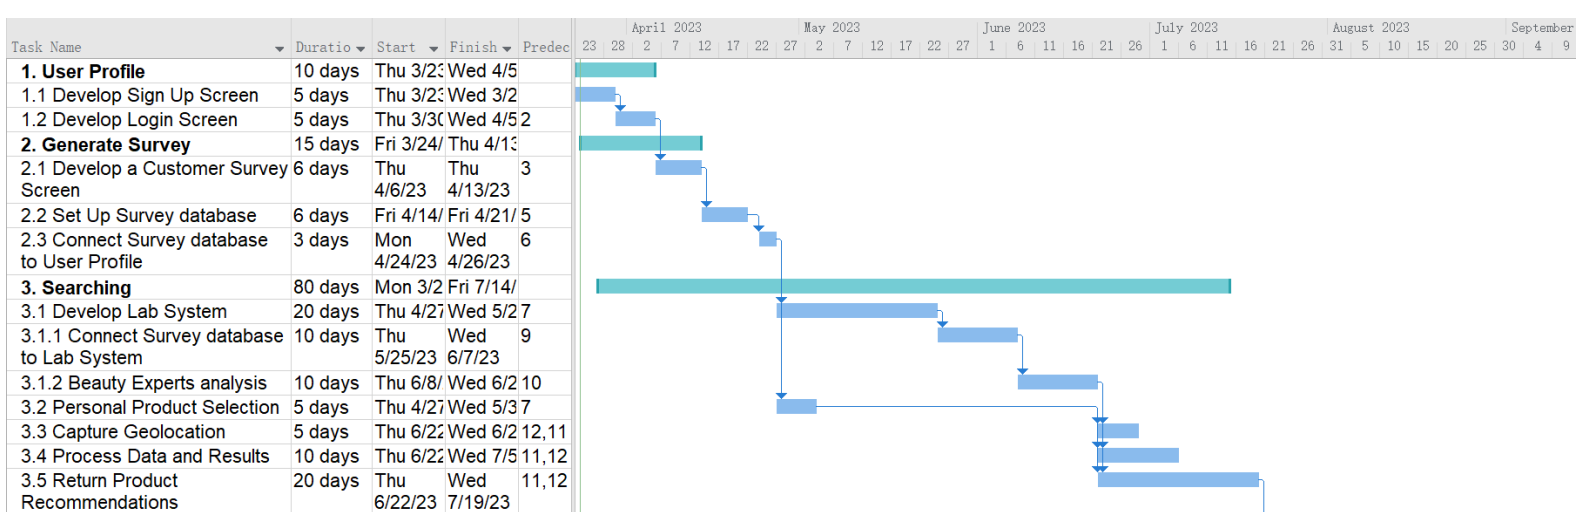 April 2023 May 2023 June 2023 July 2023 August 2023 September
Task Name Duratio Start Finish Predec 23 28 2 7 12 17 22 27 2 7 12 17 22 27 1 6 11 16 21 26 1 6 11 16 21 26 31 5 10 15 20 25 30 4 9
1. User Profile 10 days Thu 3/23 Wed 4/5
1.1 Develop Sign Up Screen 5 days Thu 3/23 Wed 3/2
1.2 Develop Login Screen 5 days Thu 3/30 Wed 4/5 2
2. Generate Survey 15 days Fri 3/24/ Thu 4/13
2.1 Develop a Customer Survey 6 days Thu Thu 3
Screen 4/6/23 4/13/23
2.2 Set Up Survey database 6 days Fri 4/14/ Fri 4/21/ 5
2.3 Connect Survey database 3 days Mon Wed 6
to User Profile 4/24/23 4/26/23
3. Searching 80 days Mon 3/2 Fri 7/14/
3.1 Develop Lab System 20 days Thu 4/27 Wed 5/2 7
3.1.1 Connect Survey database 10 days Thu Wed 9
to Lab System 5/25/23 6/7/23
3.1.2 Beauty Experts analysis 10 days Thu 6/8/ Wed 6/2 10
3.2 Personal Product Selection 5 days Thu 4/27 Wed 5/3 7
3.3 Capture Geolocation 5 days Thu 6/22 Wed 6/2 12,11
3.4 Process Data and Results 10 days Thu 6/22 Wed 7/5 11,12
3.5 Return Product 20 days Thu Wed 11,12
Recommendations 6/22/23 7/19/23